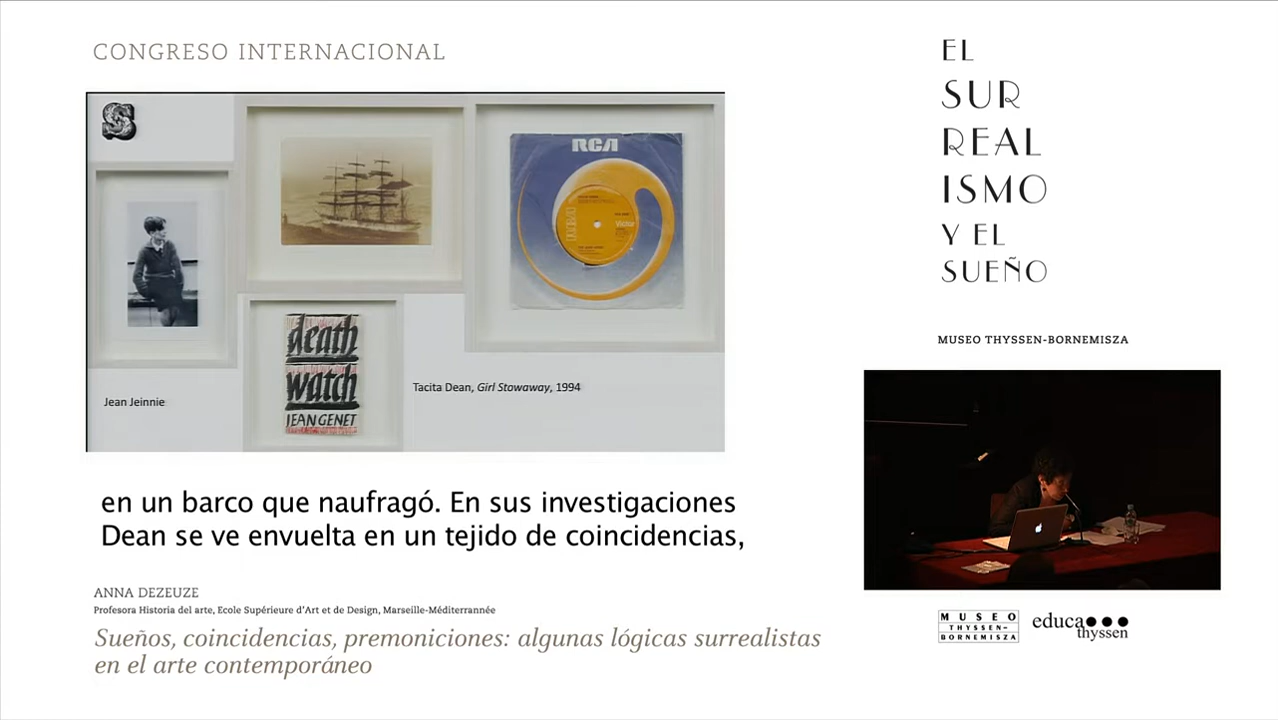 CONGRESO INTERNACIONAL
S
RCA
Victor
death
watch
JEAN GENET
Jean Jeinnie
Tacita Dean, Girl Stowaway, 1994
en un barco que naufragó. En sus investigaciones
Dean se ve envuelta en un tejido de coincidencias,
ANNA DEZEUZE
Profesora Historia del arte, Ecole Supérieure d'Art et de Design, Marseille-Méditerrannée
Sueños, coincidencias, premoniciones: algunas lógicas surrealistas
en el arte contemporáneo
EL
SUR
REAL
ISMO
Y EL
SUEÑO
MUSEO THYSSEN-BORNEMISZA
MUSEO
THYSSEN-
BORNEMISZA
educa
thyssen